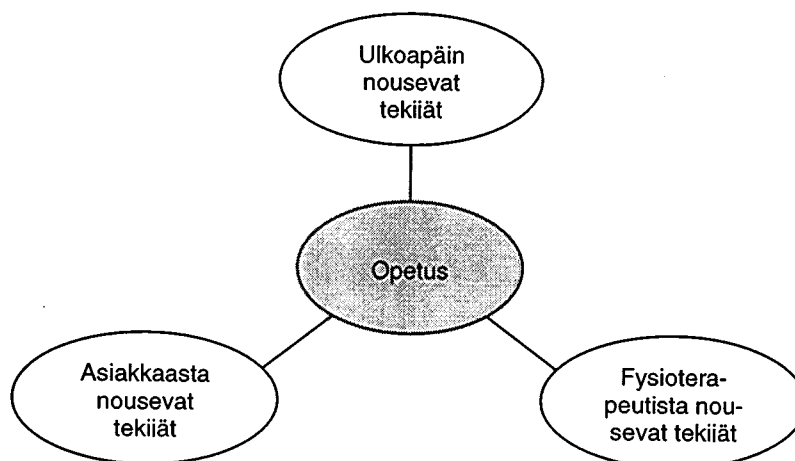 Ulkoapäin
nousevat
tekiiät
Opetus
Asiakkaasta
nousevat
tekiiät
Fysiotera-
peutista nou-
sevat tekiiät